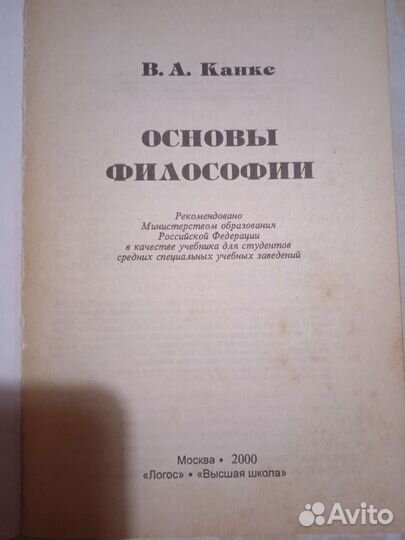 В. А. Канке
ОСНОВЫ
ФИЛОСОФИИ
Рекомендовано
Министерством образования
Российской Федерации
в качестве учебника для студентов
средних специальных учебных заведений
Москва • 2000
«Логос» • «Высшая школа»
Avito